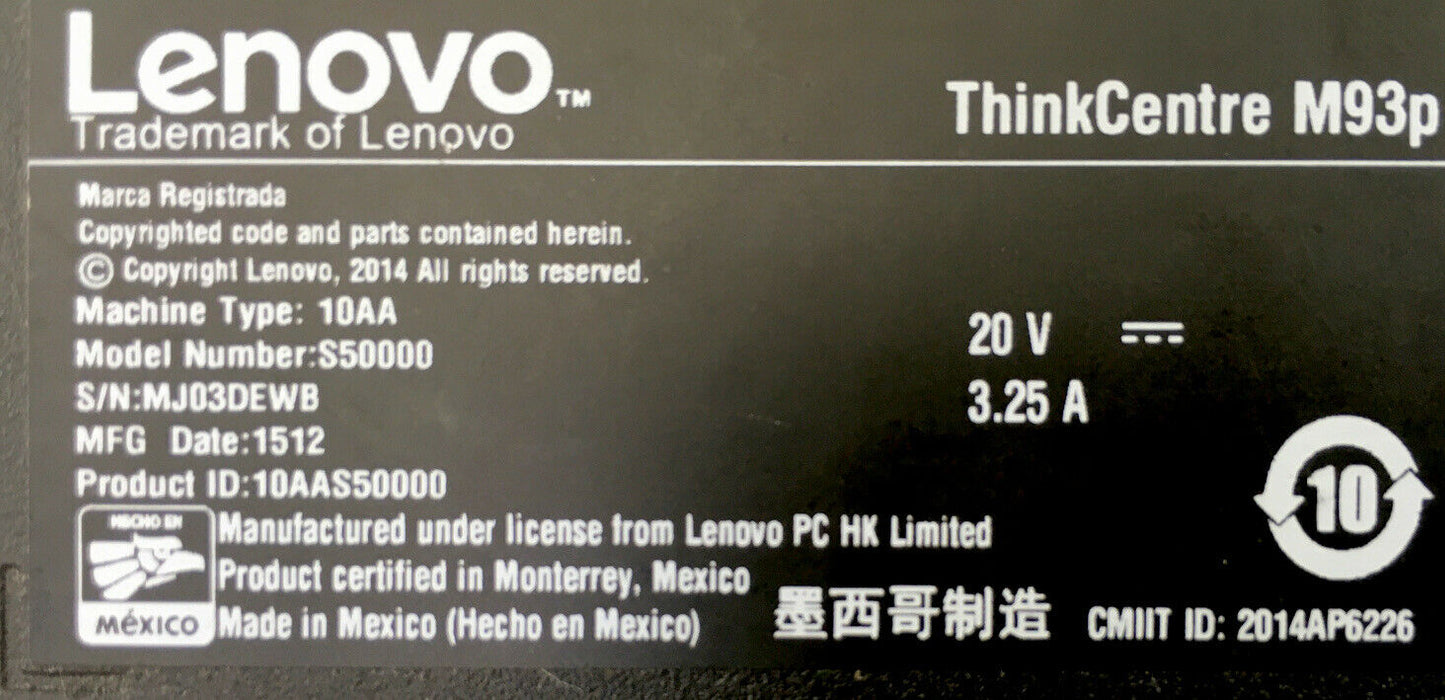 Lenovo™
Trademark of Lenovo
ThinkCentre M93p
Marca Registrada
Copyrighted code and parts contained herein.
© Copyright Lenovo, 2014 All rights reserved.
Machine Type: 10AA
Model Number:S50000
S/N:MJ03DEWB
MFG Date:1512
Product ID:10AAS50000
20 V
3.25 A
10
HECHO EN
México
Manufactured under license from Lenovo PC HK Limited
Product certified in Monterrey, Mexico
Made in Mexico (Hecho en Mexico)
墨西哥制造
CMIIT ID: 2014AP6226